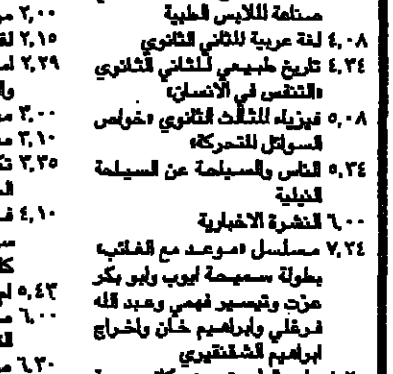 صناعة الملابس الطبية
٤,٠٨ لغة عربية للثاني الثانوي
٤,٣٤ تاريخ طبيعي للثاني الثانوي
«التنفس في الانسان»
٥,٠٨ فيزياء للثالث الثانوي «خواص
السوائل المتحركة»
٥,٣٤ الناس والسياحة عن السياحة
النيلية
٦,٠٠ النشرة الاخبارية
٧,٢٤ مسلسل «موعد مع الغائب»
بطولة سميحة ايوب وابو بكر
عزت وتيسير فهمي وعبد الله
فرغلي وابراهيم خان واخراج
ابراهيم الشقنقيري
٢,٠٠
٢,١٥
٢,٢٩
٣,٠٠
٣,١٠
٣,٣٥
٤,١٠
٥,٤٣
٦,٠٠
٦,٣٠